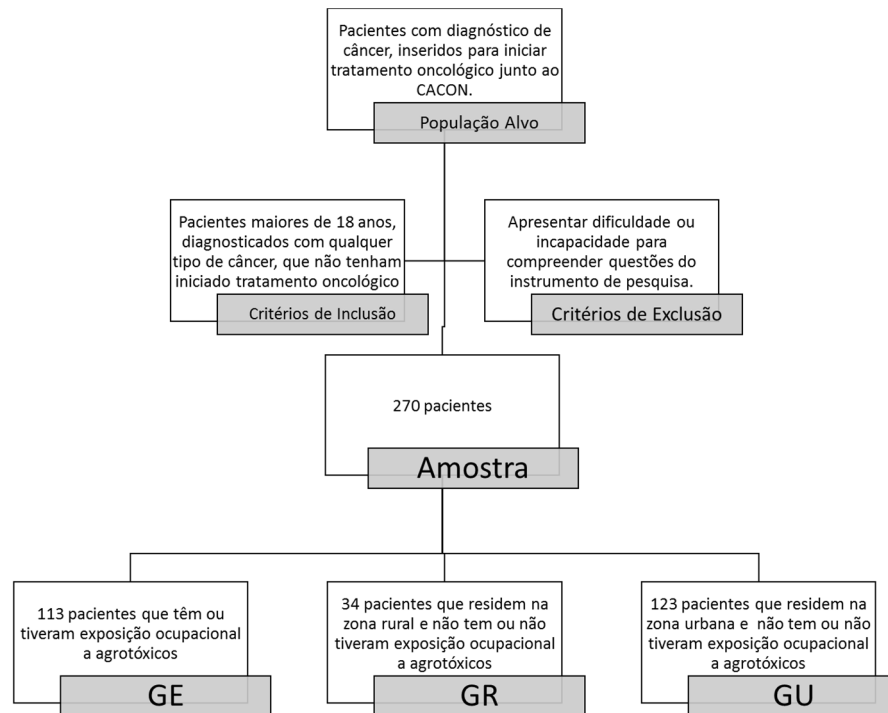 Pacientes com diagnóstico de
câncer, inseridos para iniciar
tratamento oncológico junto ao
CACON.
População Alvo
Pacientes maiores de 18 anos,
diagnosticados com qualquer
tipo de câncer, que não tenham
iniciado tratamento oncológico
Critérios de Inclusão
Apresentar dificuldade ou
incapacidade para
compreender questões do
instrumento de pesquisa.
Critérios de Exclusão
270 pacientes
Amostra
113 pacientes que têm ou
tiveram exposição ocupacional
a agrotóxicos
GE
34 pacientes que residem na
zona rural e não tem ou não
tiveram exposição ocupacional
a agrotóxicos
GR
123 pacientes que residem na
zona urbana e não tem ou não
tiveram exposição ocupacional
a agrotóxicos
GU